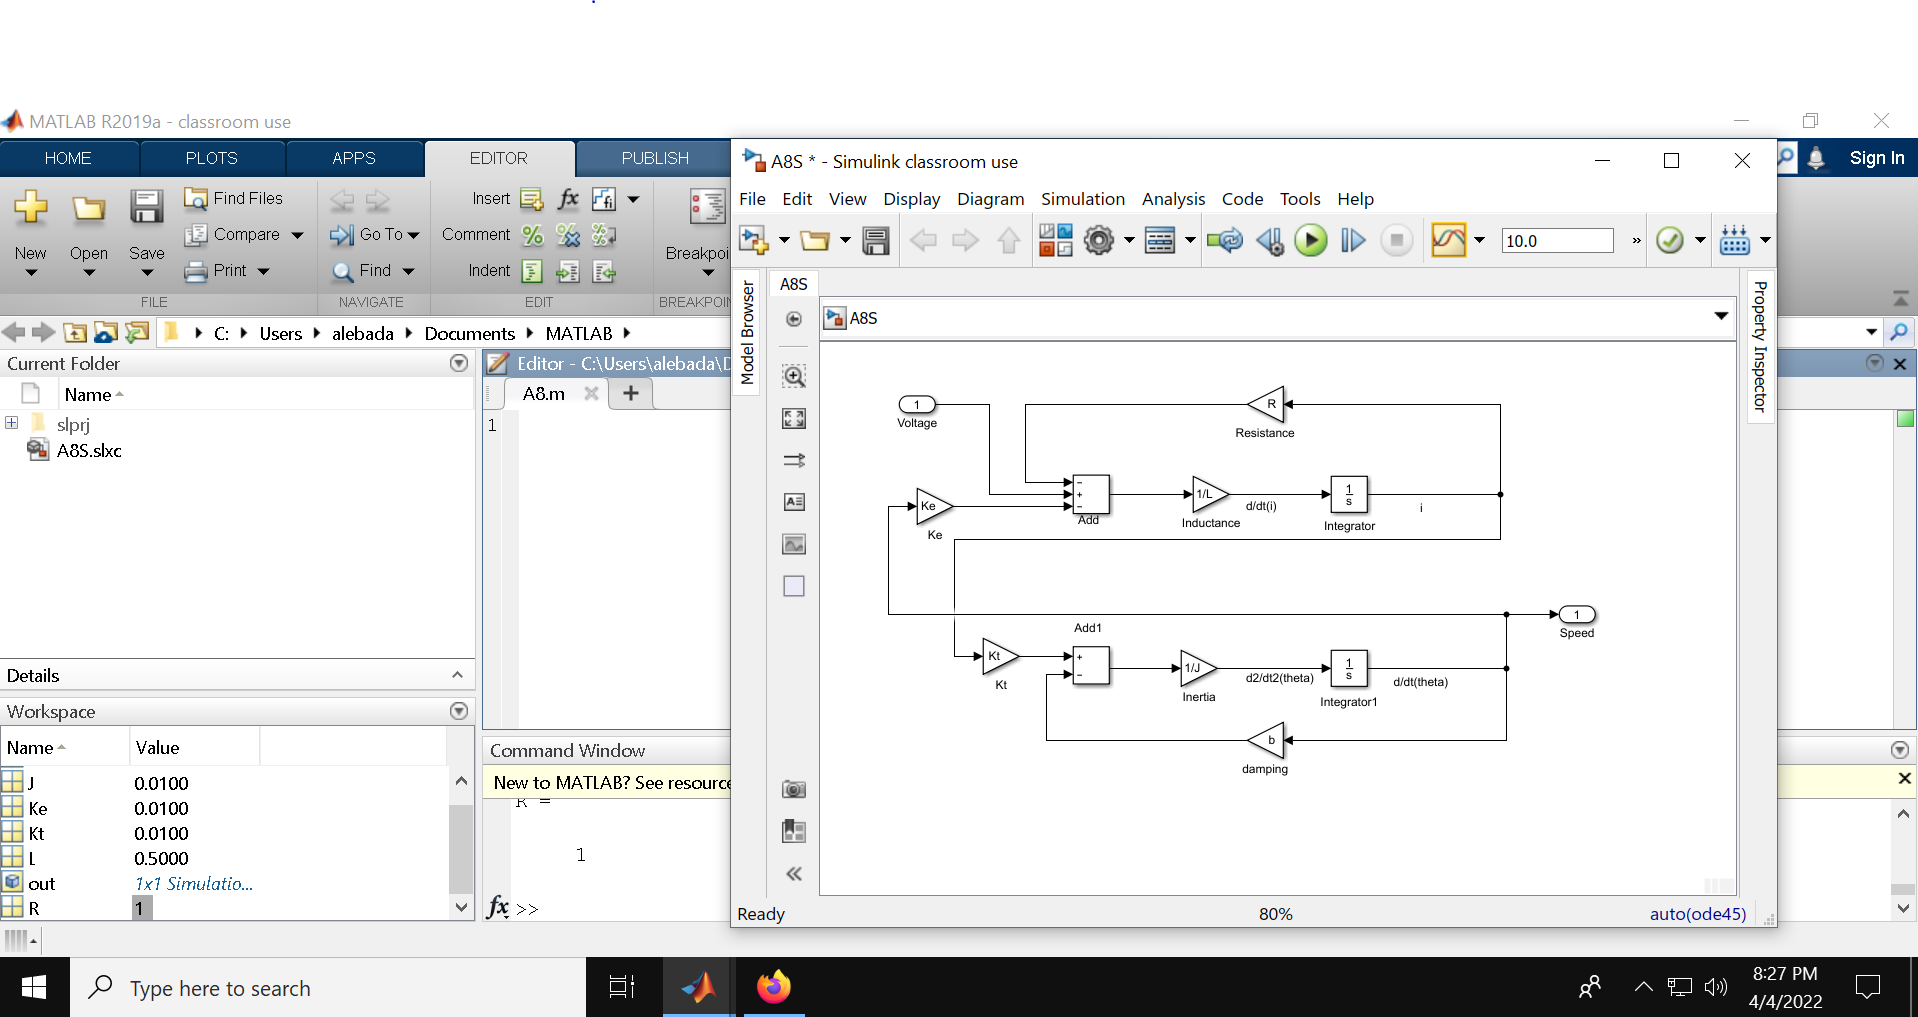 MATLAB R2019a - classroom use
HOME PLOTS APPS EDITOR PUBLISH
Sign In
New Open Save
Find Files
Compare
Print
FILE
Go To
Find
NAVIGATE
Insert fx fi
Comment %
Indent
EDIT
Breakpoi
BREAKPOIN
C: Users alebada Documents MATLAB
Current Folder
Name
slprj
A8S.slxc
Details
Workspace
Name Value
J 0.0100
Ke 0.0100
Kt 0.0100
L 0.5000
out 1x1 Simulatio...
R 1
Editor - C:\Users\alebada\D
A8.m
1
Command Window
New to MATLAB? See resource
R =
1
fx >>
A8S * - Simulink classroom use
File Edit View Display Diagram Simulation Analysis Code Tools Help
10.0 »
Model Browser
Property Inspector
A8S
A8S
1
Voltage
R
Resistance
Ke
Ke
−
+
−
Add
1/L
Inductance
d/dt(i)
1
s
Integrator
i
1
Speed
Add1
Kt
Kt
+
−
1/J
Inertia
d2/dt2(theta)
1
s
Integrator1
d/dt(theta)
b
damping
Ready 80% auto(ode45)
Type here to search
8:27 PM
4/4/2022